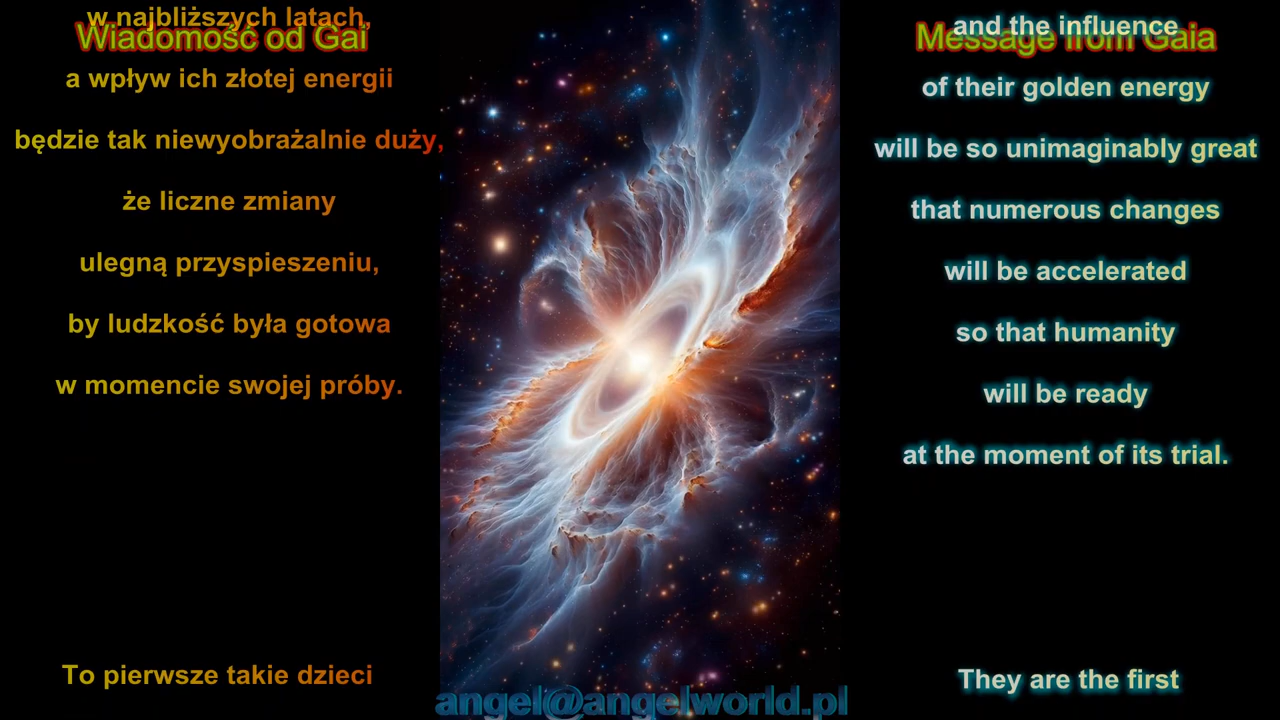 w najbliższych latach,
Wiadomość od Gai
a wpływ ich złotej energii
będzie tak niewyobrażalnie duży,
że liczne zmiany
ulegną przyspieszeniu,
by ludzkość była gotowa
w momencie swojej próby.
To pierwsze takie dzieci
and the influence
Message from Gaia
of their golden energy
will be so unimaginably great
that numerous changes
will be accelerated
so that humanity
will be ready
at the moment of its trial.
They are the first
angel@angelworld.pl